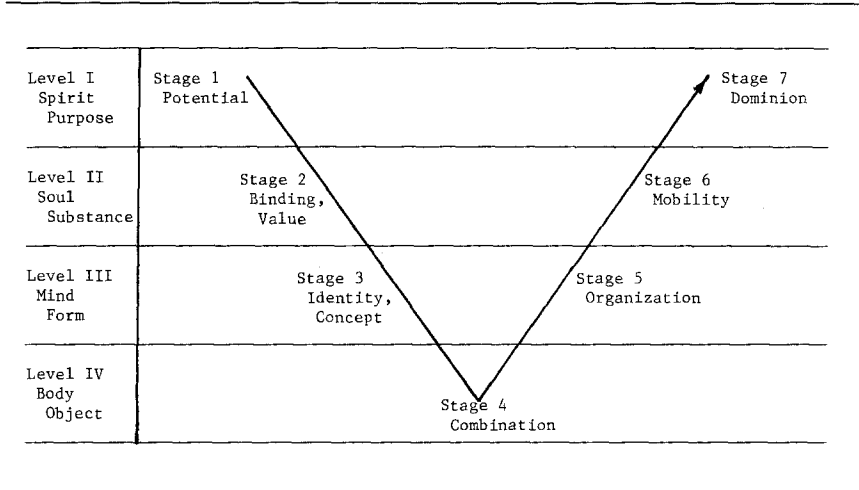 Level I
Spirit
Purpose
Stage 1
Potential
Stage 7
Dominion
Level II
Soul
Substance
Stage 2
Binding,
Value
Stage 6
Mobility
Level III
Mind
Form
Stage 3
Identity,
Concept
Stage 5
Organization
Level IV
Body
Object
Stage 4
Combination